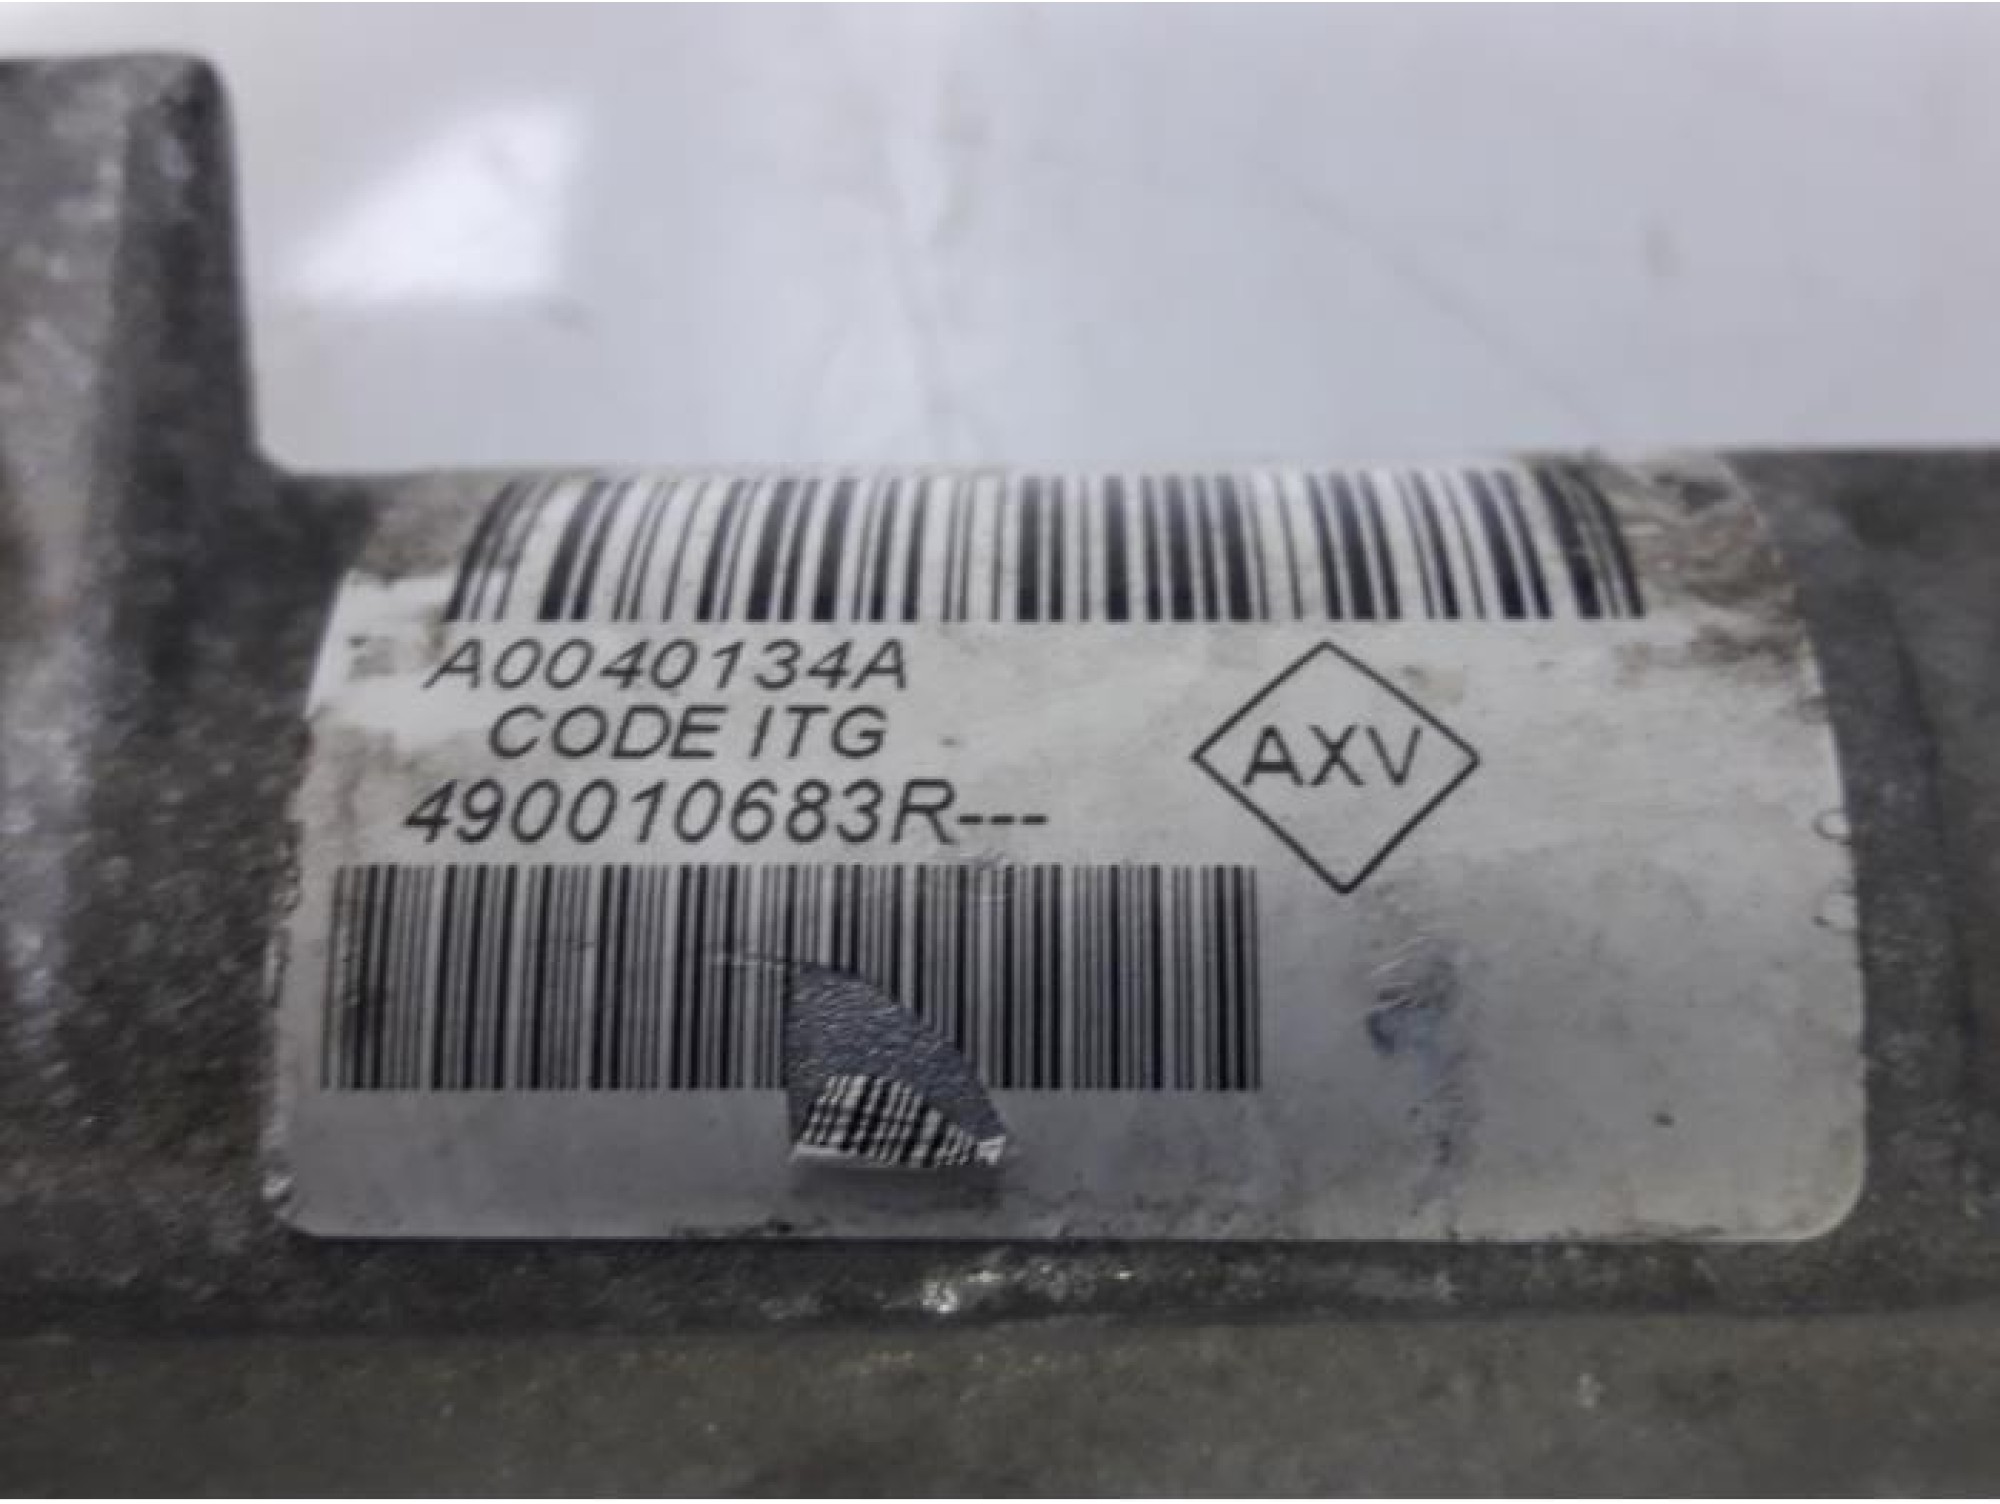 A0040134A
CODE ITG
490010683R---
AXV